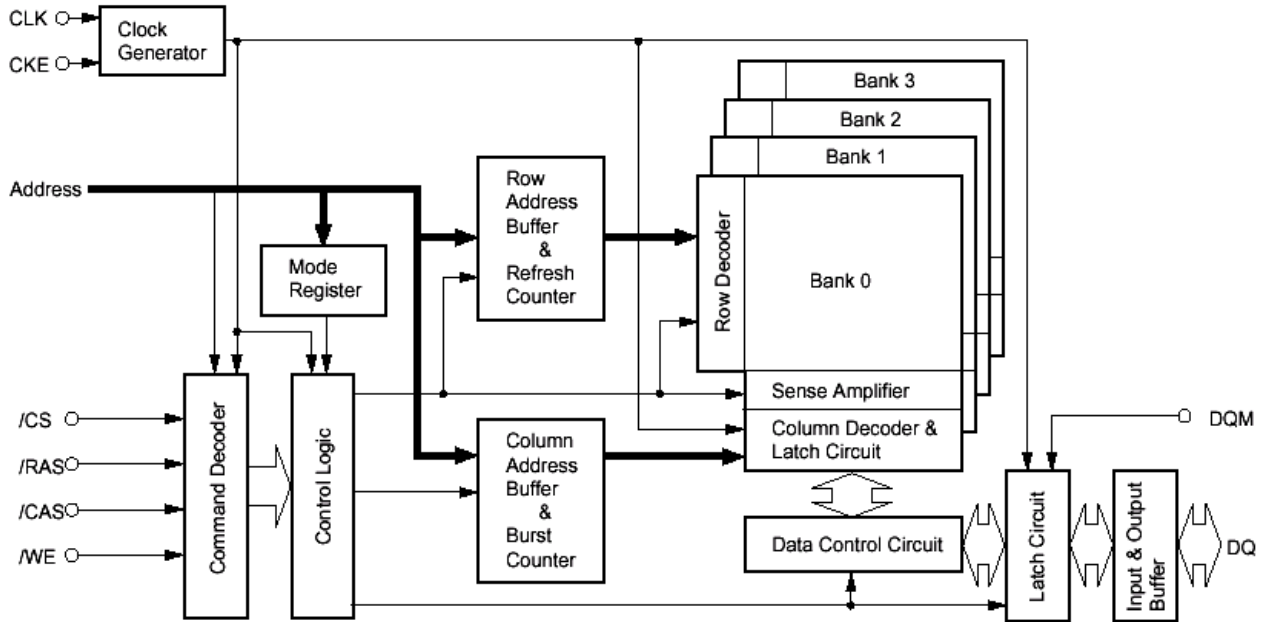 CLK
CKE
Clock
Generator
Bank 3
Bank 2
Bank 1
Address
Row
Address
Buffer
&
Refresh
Counter
Row Decoder
Bank 0
Mode
Register
Sense Amplifier
Column Decoder &
Latch Circuit
/CS
/RAS
/CAS
/WE
Command Decoder
Control Logic
Column
Address
Buffer
&
Burst
Counter
Data Control Circuit
Latch Circuit
Input & Output
Buffer
DQM
DQ